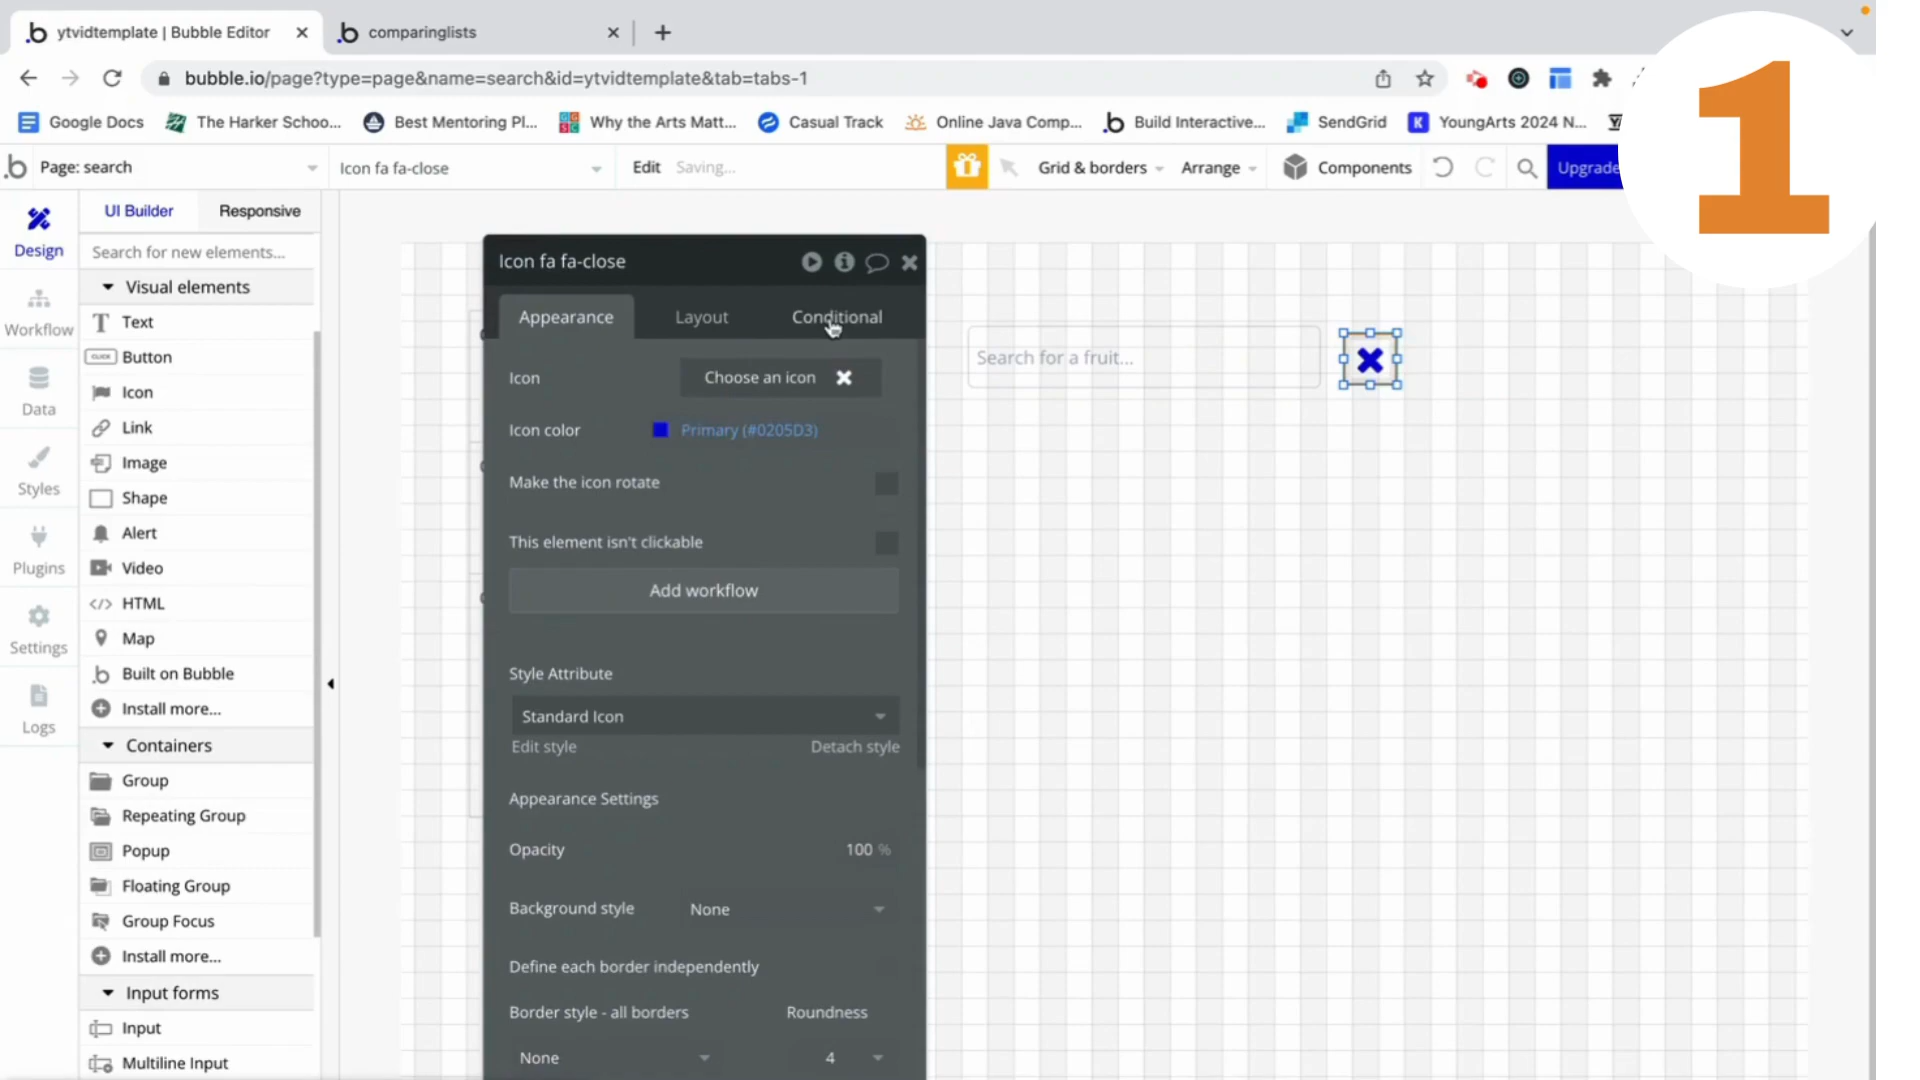 ytvidtemplate | Bubble Editor
comparinglists
1
bubble.io/page?type=page&name=search&id=ytvidtemplate&tab=tabs-1
Google Docs
The Harker Schoo...
Best Mentoring Pl...
Why the Arts Matt...
Casual Track
Online Java Comp...
Build Interactive...
SendGrid
YoungArts 2024 N...
Page: search
Icon fa fa-close
Edit
Saving...
Grid & borders
Arrange
Components
Upgrade
Design
Workflow
Data
Styles
Plugins
Settings
Logs
UI Builder
Responsive
Search for new elements...
Visual elements
Text
CLICK
Button
Icon
Link
Image
Shape
Alert
Video
HTML
Map
Built on Bubble
Install more...
Containers
Group
Repeating Group
Popup
Floating Group
Group Focus
Install more...
Input forms
Input
Multiline Input
Icon fa fa-close
Appearance
Layout
Conditional
Icon
Choose an icon
Icon color
Primary (#0205D3)
Make the icon rotate
This element isn't clickable
Add workflow
Style Attribute
Standard Icon
Edit style
Detach style
Appearance Settings
Opacity
100 %
Background style
None
Define each border independently
Border style - all borders
Roundness
None
4
Search for a fruit...